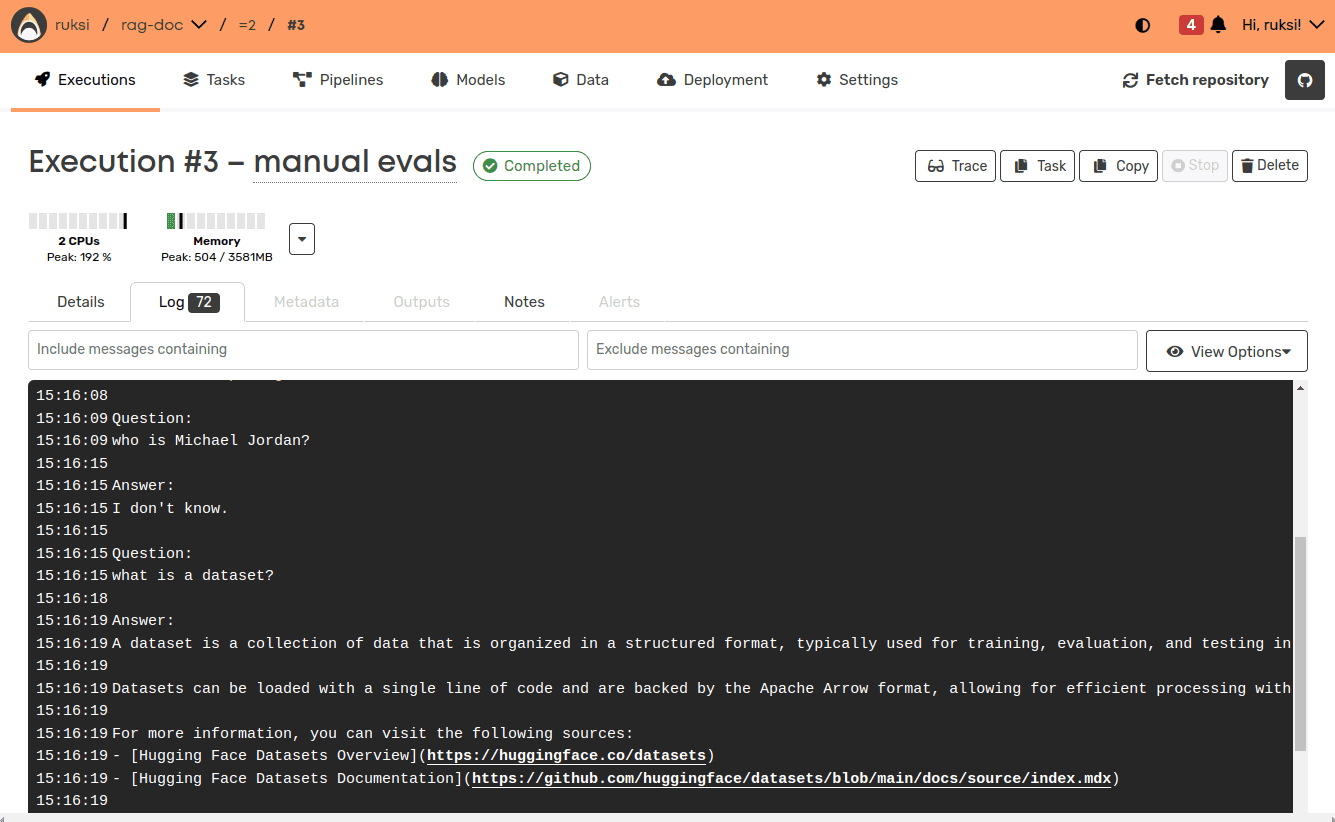 ruksi / rag-doc / =2 / #3
4 Hi, ruksi!
Executions Tasks Pipelines Models Data Deployment Settings Fetch repository
Execution #3 – manual evals Completed Trace Task Copy Stop Delete
2 CPUs Memory
Peak: 192 % Peak: 504 / 3581MB
Details Log 72 Metadata Outputs Notes Alerts
Include messages containing Exclude messages containing View Options
15:16:08
15:16:09 Question:
15:16:09 who is Michael Jordan?
15:16:15
15:16:15 Answer:
15:16:15 I don't know.
15:16:15
15:16:15 Question:
15:16:15 what is a dataset?
15:16:18
15:16:19 Answer:
15:16:19 A dataset is a collection of data that is organized in a structured format, typically used for training, evaluation, and testing in
15:16:19
15:16:19 Datasets can be loaded with a single line of code and are backed by the Apache Arrow format, allowing for efficient processing with
15:16:19
15:16:19 For more information, you can visit the following sources:
15:16:19 - [Hugging Face Datasets Overview](https://huggingface.co/datasets)
15:16:19 - [Hugging Face Datasets Documentation](https://github.com/huggingface/datasets/blob/main/docs/source/index.mdx)
15:16:19